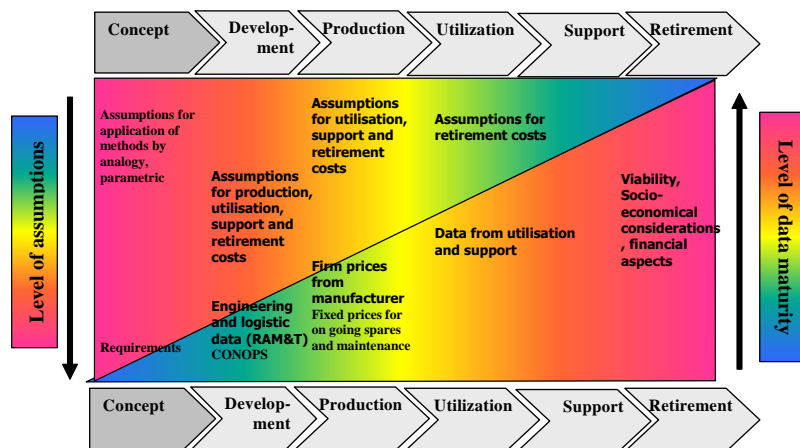 Concept
Develop-
ment
Production
Utilization
Support
Retirement
Level of assumptions
Assumptions for
application of
methods by
analogy,
parametric
Assumptions
for production,
utilisation,
support and
retirement
costs
Assumptions
for utilisation,
support and
retirement
costs
Assumptions for
retirement costs
Requirements
Engineering
and logistic
data (RAM&T)
CONOPS
Firm prices
from
manufacturer
Fixed prices for
on going spares
and maintenance
Data from utilisation
and support
Viability,
Socio-
economical
considerations
, financial
aspects
Level of data maturity
Concept
Develop-
ment
Production
Utilization
Support
Retirement